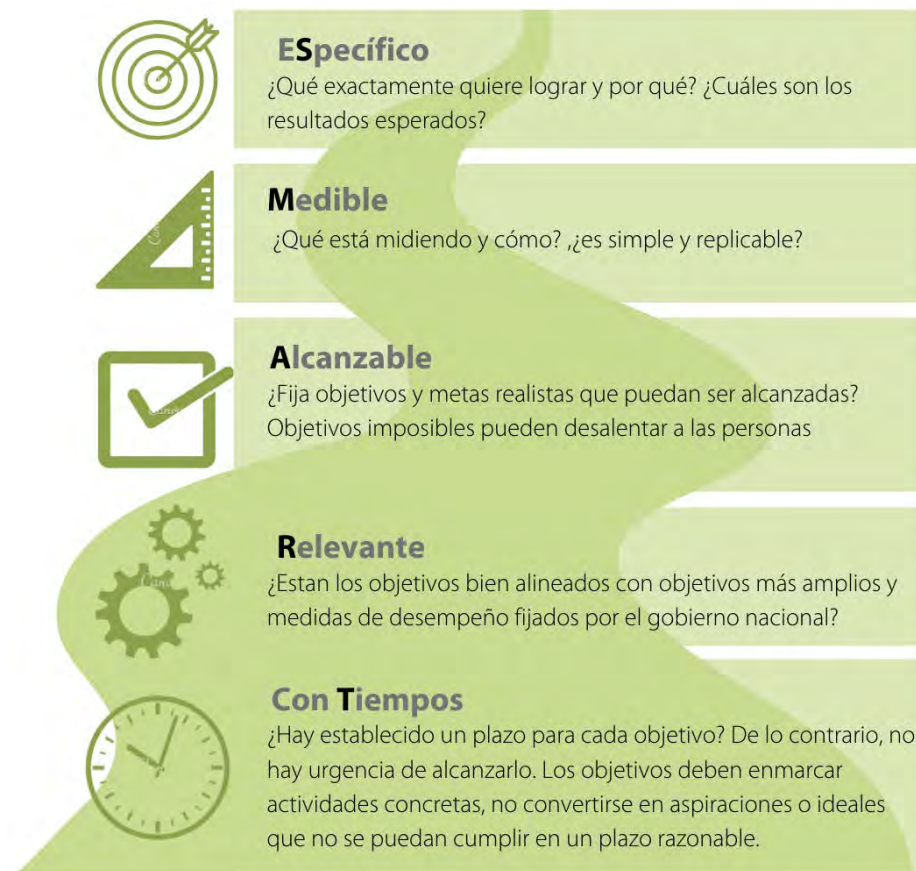 ESpecífico
¿Qué exactamente quiere lograr y por qué? ¿Cuáles son los
resultados esperados?
Medible
¿Qué está midiendo y cómo? ,¿es simple y replicable?
Alcanzable
¿Fija objetivos y metas realistas que puedan ser alcanzadas?
Objetivos imposibles pueden desalentar a las personas
Relevante
¿Estan los objetivos bien alineados con objetivos más amplios y
medidas de desempeño fijados por el gobierno nacional?
Con Tiempos
¿Hay establecido un plazo para cada objetivo? De lo contrario, no
hay urgencia de alcanzarlo. Los objetivos deben enmarcar
actividades concretas, no convertirse en aspiraciones o ideales
que no se puedan cumplir en un plazo razonable.